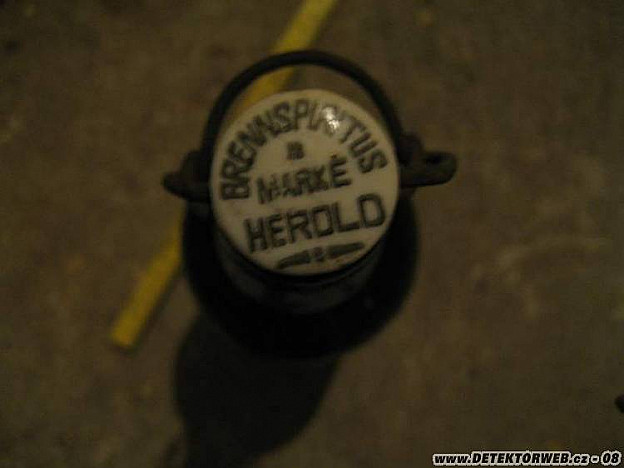 BRENNSPIRITUS
MARKE
HEROLD
www.DETEKTORWEB.cz - 08